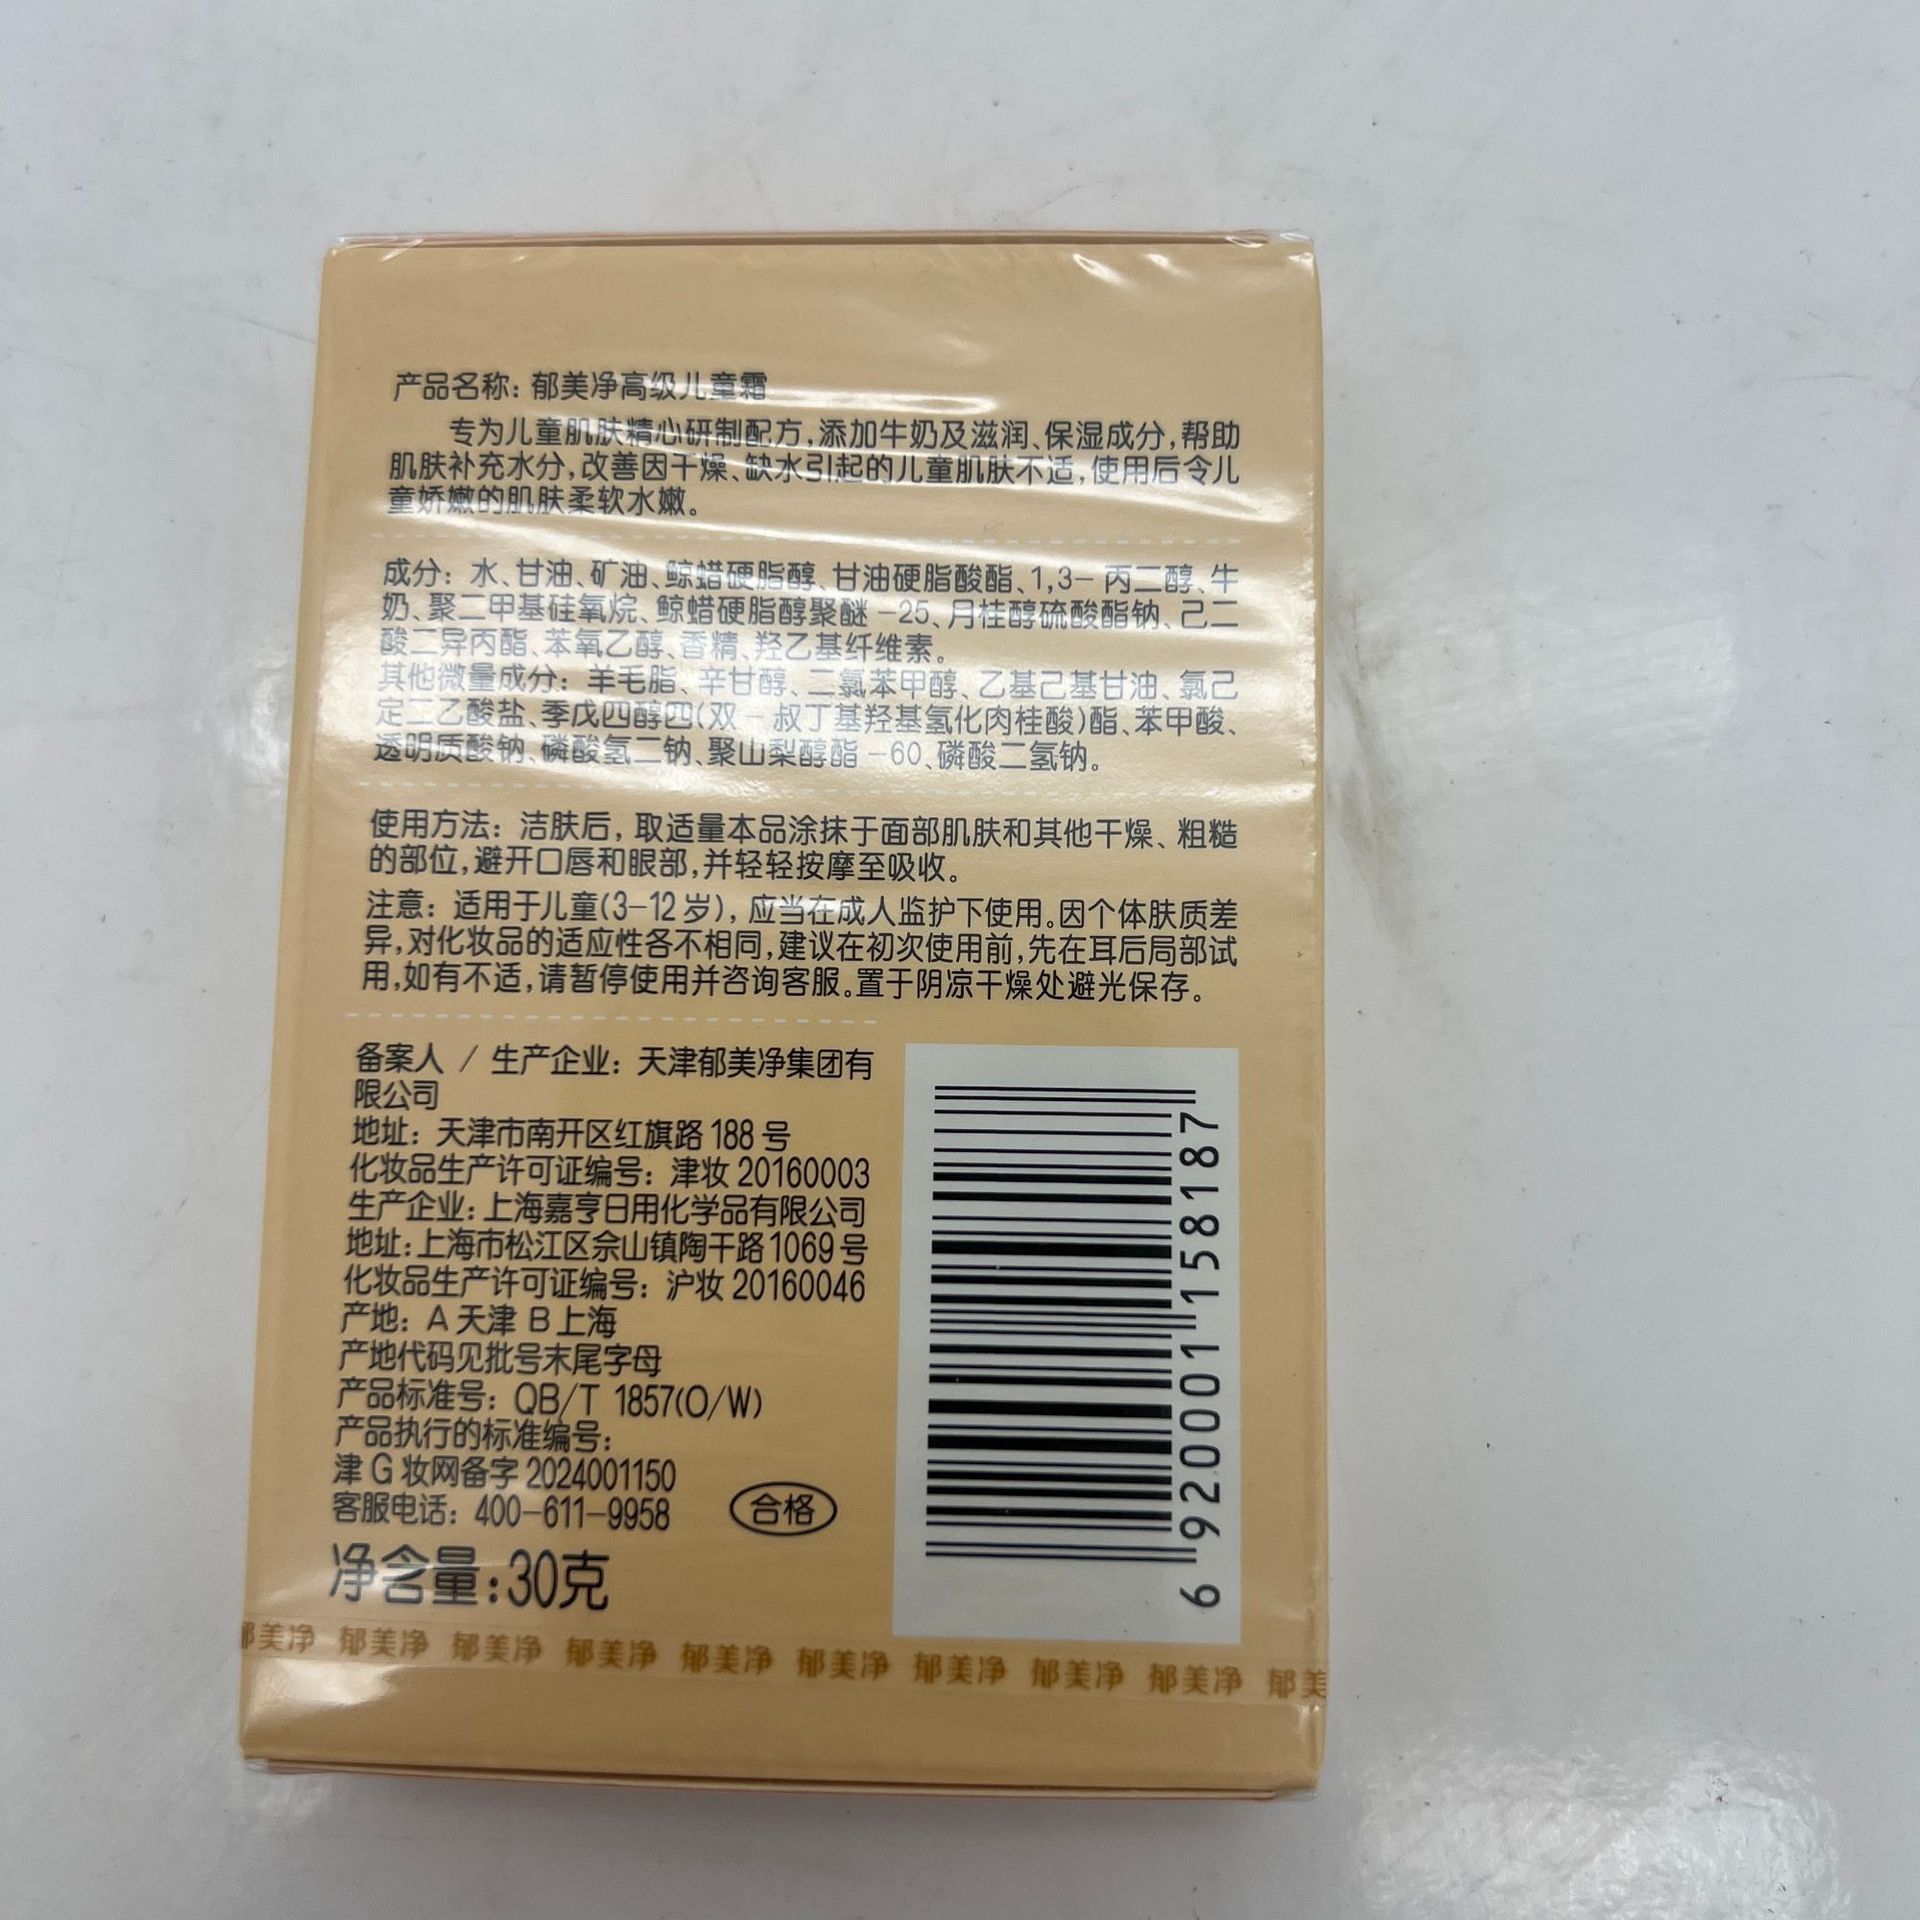 产品名称：郁美净高级儿童霜
专为儿童肌肤精心研制配方，添加牛奶及滋润、保湿成分，帮助
肌肤补充水分，改善因干燥、缺水引起的儿童肌肤不适，使用后令儿
童娇嫩的肌肤柔软水嫩。
成分：水、甘油、矿油、鲸蜡硬脂醇、甘油硬脂酸酯、1,3-丙二醇、牛
奶、聚二甲基硅氧烷、鲸蜡硬脂醇聚醚-25、月桂醇硫酸酯钠、己二
酸二异丙酯、苯氧乙醇、香精、羟乙基纤维素。
其他微量成分：羊毛脂、辛甘醇、二氯苯甲醇、乙基己基甘油、氯己
定二乙酸盐、季戊四醇四(双-叔丁基羟基氢化肉桂酸)酯、苯甲酸、
透明质酸钠、磷酸氢二钠、聚山梨醇酯-60、磷酸二氢钠。
使用方法：洁肤后，取适量本品涂抹于面部肌肤和其他干燥、粗糙
的部位，避开口唇和眼部，并轻轻按摩至吸收。
注意：适用于儿童(3-12岁)，应当在成人监护下使用。因个体肤质差
异，对化妆品的适应性各不相同，建议在初次使用前，先在耳后局部试
用，如有不适，请暂停使用并咨询客服。置于阴凉干燥处避光保存。
备案人 / 生产企业：天津郁美净集团有
限公司
地址：天津市南开区红旗路188号
化妆品生产许可证编号：津妆20160003
生产企业：上海嘉亨日用化学品有限公司
地址：上海市松江区佘山镇陶干路1069号
化妆品生产许可证编号：沪妆20160046
产地：A天津 B上海
产地代码见批号末尾字母
产品标准号：QB/T 1857(O/W)
产品执行的标准编号：
津G妆网备字2024001150
客服电话：400-611-9958
合格
净含量：30克
6920001158187
郁美净 郁美净 郁美净 郁美净 郁美净 郁美净 郁美净 郁美净 郁美净 郁美